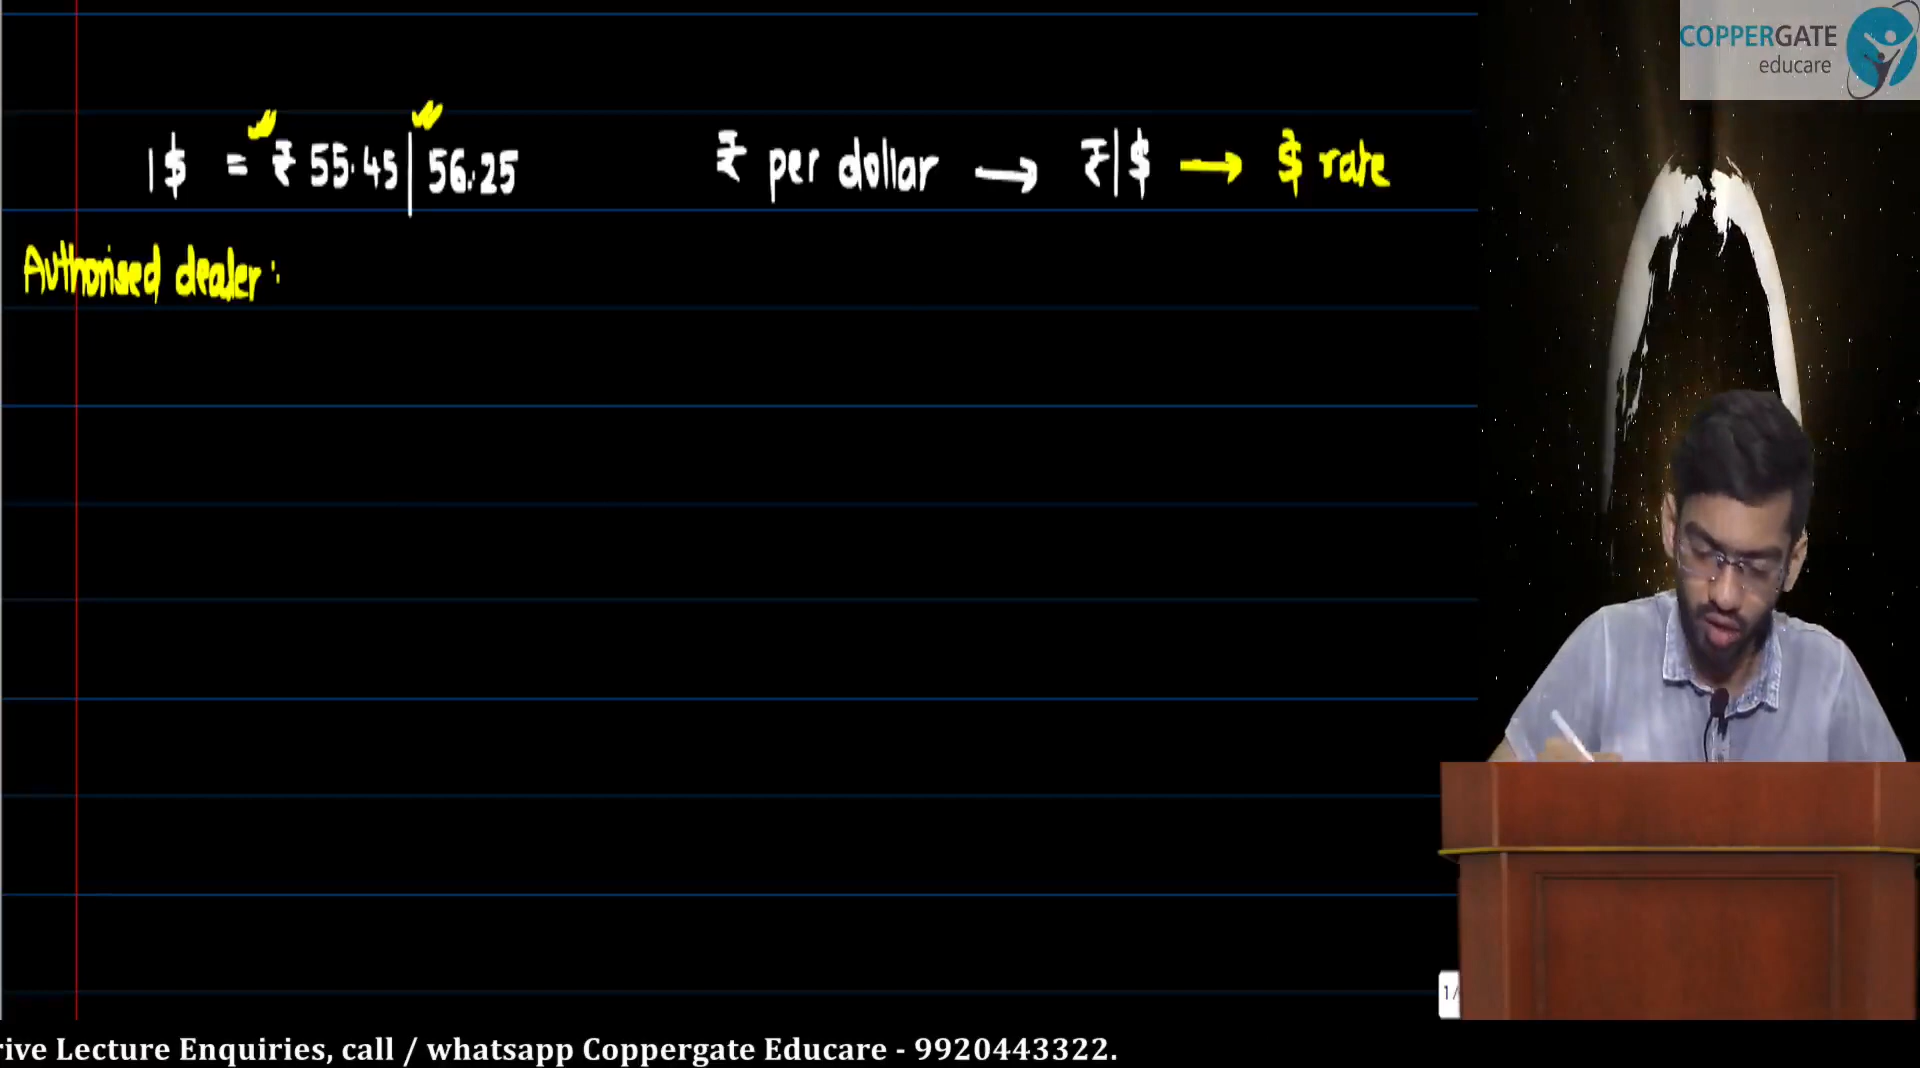 COPPERGATE
educare
1$ = ₹ 55.45 | 56.25 ₹ per dollar → ₹|$ → $ rate
Authorised dealer:
1/
rive Lecture Enquiries, call / whatsapp Coppergate Educare - 9920443322.